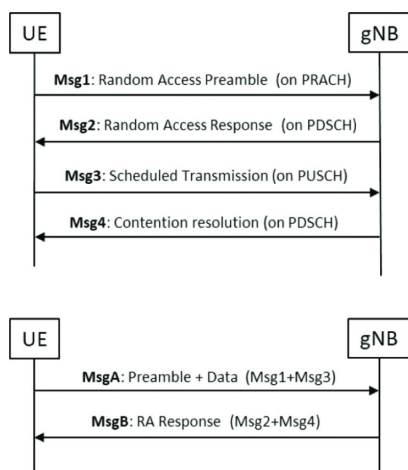 UE gNB
Msg1: Random Access Preamble (on PRACH)
Msg2: Random Access Response (on PDSCH)
Msg3: Scheduled Transmission (on PUSCH)
Msg4: Contention resolution (on PDSCH)
UE gNB
MsgA: Preamble + Data (Msg1+Msg3)
MsgB: RA Response (Msg2+Msg4)